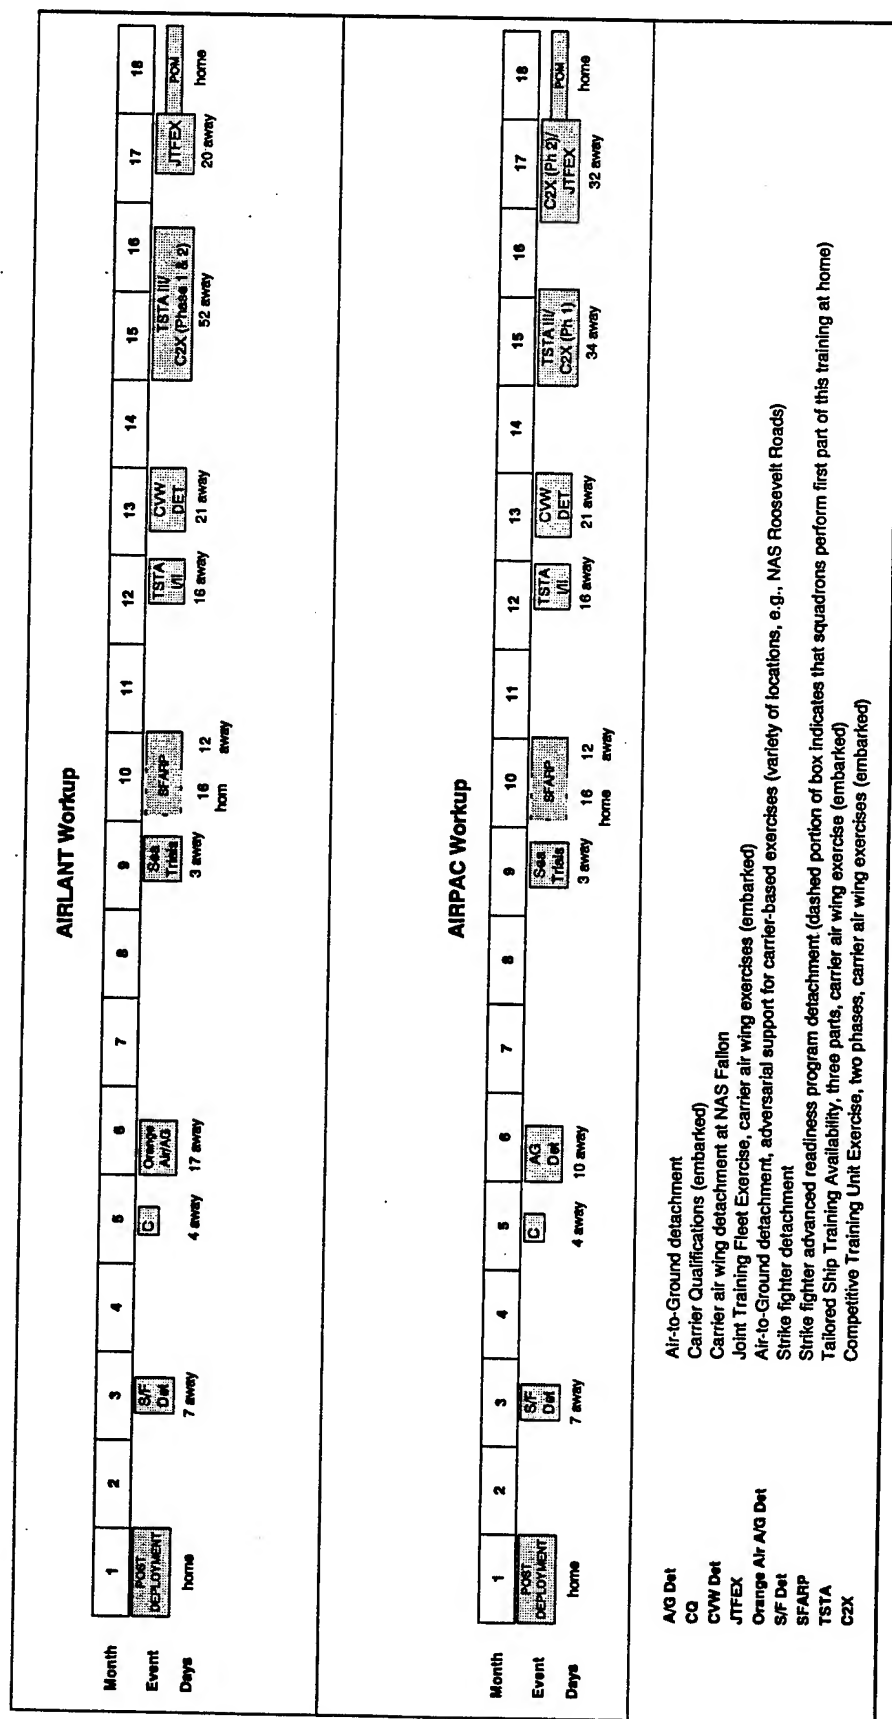 AIRLANT Workup
Month 1 2 3 4 5 6 7 8 9 10 11 12 13 14 15 16 17 18
Event
POST
DEPLOYMENT
S/F
Det
C
Orange
Air/AG
Sea
Trials
SFARP
TSTA
I/II
CVW
DET
TSTA III/
C2X (Phase 1 & 2)
JTFEX
POM
Days home 7 away 4 away 17 away 3 away 16 hom 12 away 16 away 21 away 52 away 20 away home
AIRPAC Workup
Month 1 2 3 4 5 6 7 8 9 10 11 12 13 14 15 16 17 18
Event
POST
DEPLOYMENT
S/F
Det
C
AG
Det
Sea
Trials
SFARP
TSTA
I/II
CVW
DET
TSTA III/
C2X (Ph 1)
C2X (Ph 2)/
JTFEX
POM
Days home 7 away 4 away 10 away 3 away 16 home 12 away 16 away 21 away 34 away 32 away home
A/G Det Air-to-Ground detachment
CQ Carrier Qualifications (embarked)
CVW Det Carrier air wing detachment at NAS Fallon
JTFEX Joint Training Fleet Exercise, carrier air wing exercises (embarked)
Orange Air A/G Det Air-to-Ground detachment, adversarial support for carrier-based exercises (variety of locations, e.g., NAS Roosevelt Roads)
S/F Det Strike fighter detachment
SFARP Strike fighter advanced readiness program detachment (dashed portion of box indicates that squadrons perform first part of this training at home)
TSTA Tailored Ship Training Availability, three parts, carrier air wing exercise (embarked)
C2X Competitive Training Unit Exercise, two phases, carrier air wing exercises (embarked)